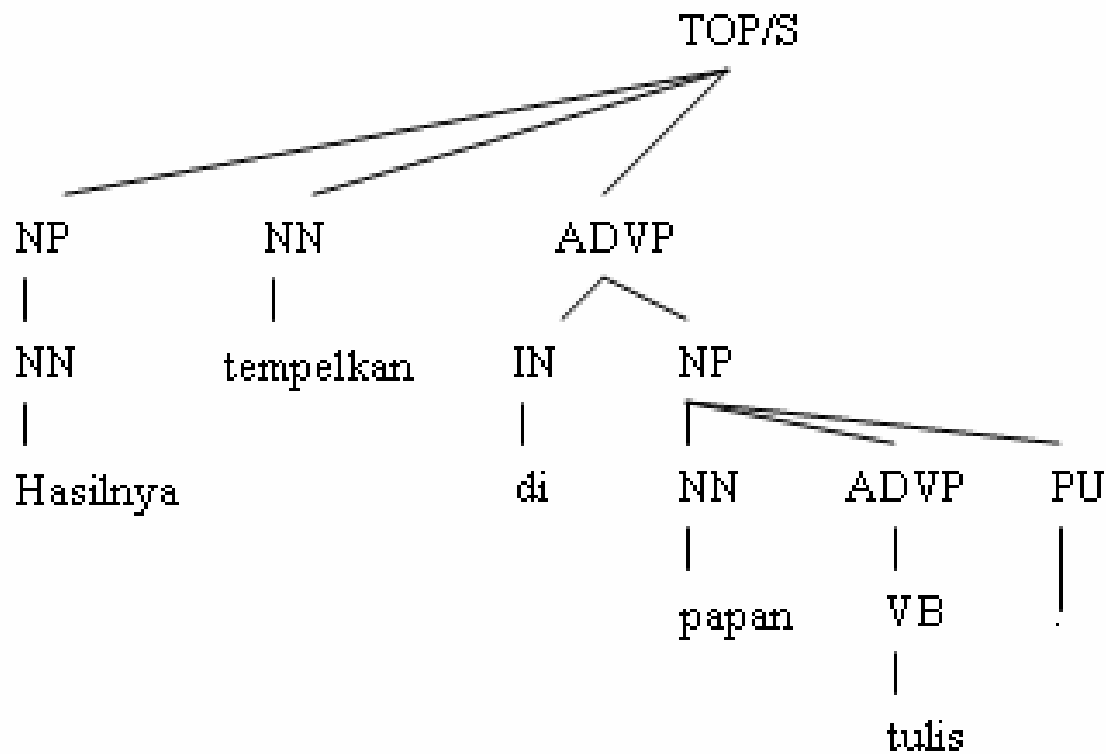 TOP/S
NP NN ADVP
NN tempelkan IN NP
Hasilnya di NN ADVP PU
papan VB .
tulis